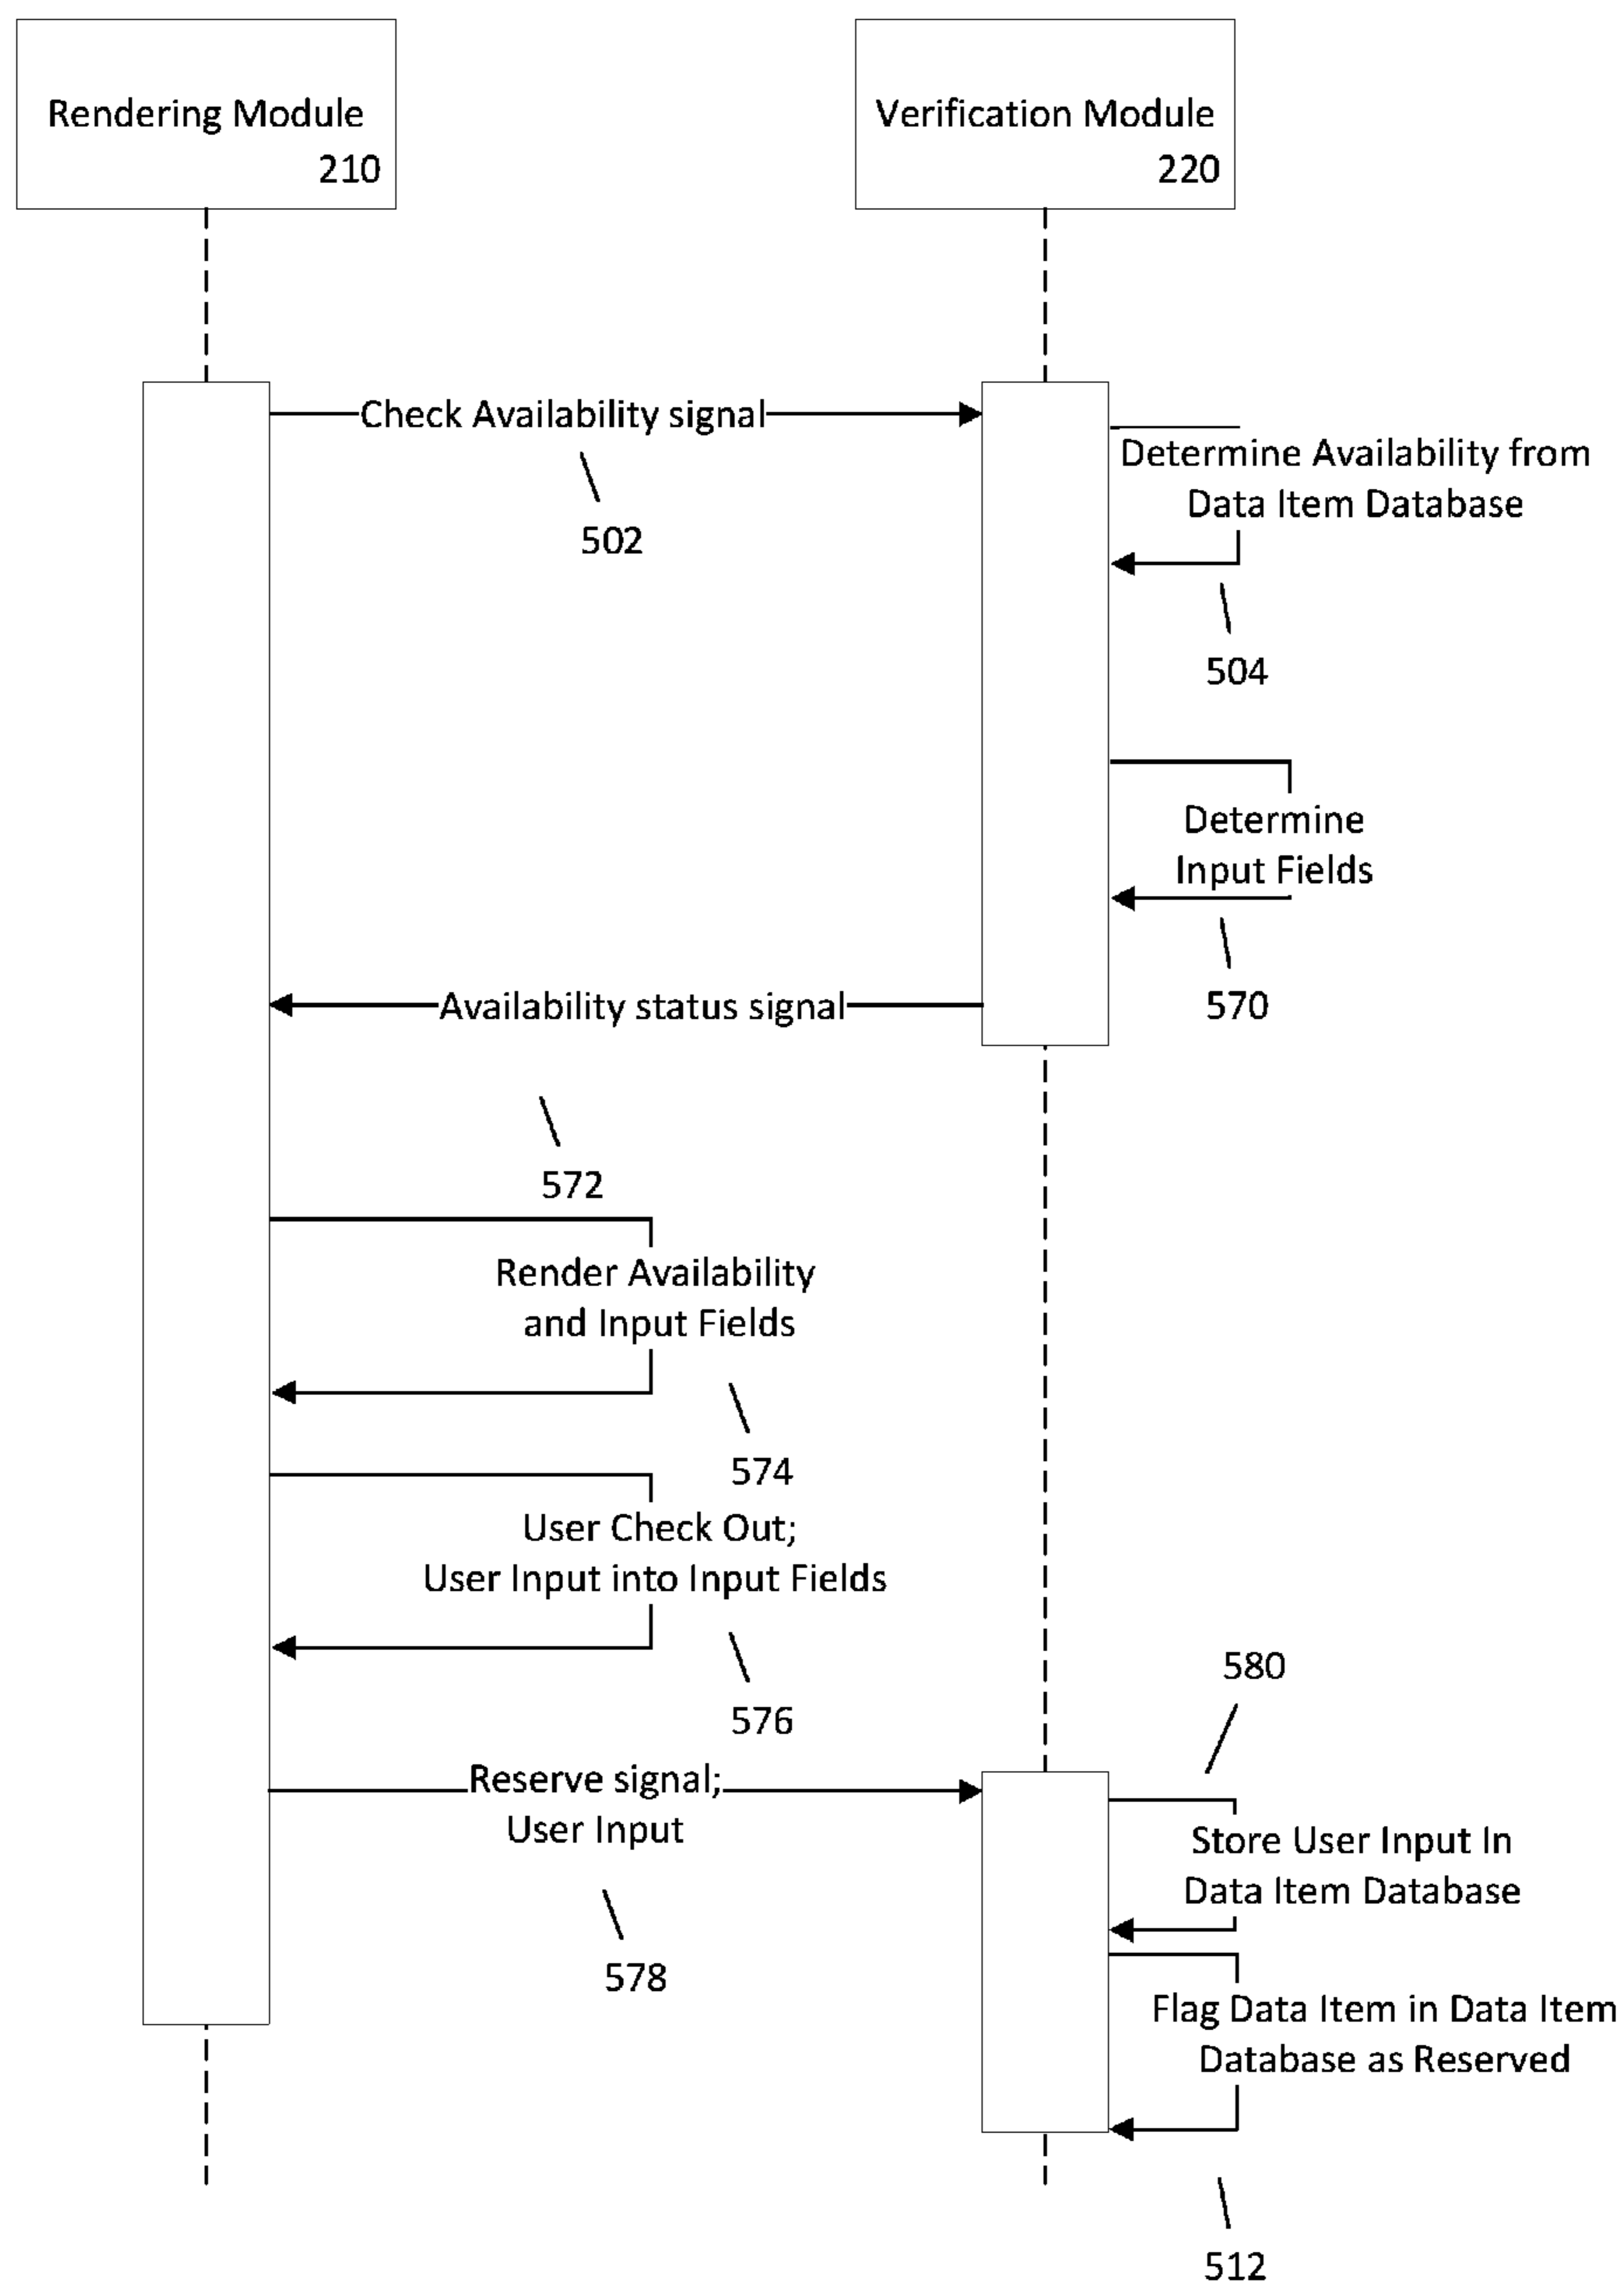 Rendering Module
210
Verification Module
220
Check Availability signal
502
Determine Availability from
Data Item Database
504
Determine
Input Fields
570
Availability status signal
572
Render Availability
and Input Fields
574
User Check Out;
User Input into Input Fields
576
580
Reserve signal;
User Input
578
Store User Input In
Data Item Database
Flag Data Item in Data Item
Database as Reserved
512